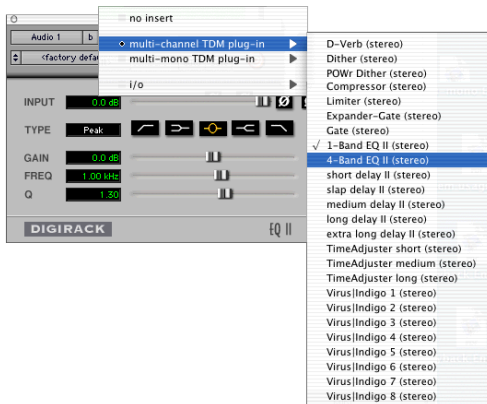 no insert
Audio 1 b
multi-channel TDM plug-in
multi-mono TDM plug-in
<factory
i/o
INPUT 0.0 dB
TYPE Peak
GAIN 0.0 dB
FREQ 1.00 kHz
Q 1.30
DIGIRACK EQ II
D-Verb (stereo)
Dither (stereo)
POWr Dither (stereo)
Compressor (stereo)
Limiter (stereo)
Expander-Gate (stereo)
Gate (stereo)
√ 1-Band EQ II (stereo)
4-Band EQ II (stereo)
short delay II (stereo)
slap delay II (stereo)
medium delay II (stereo)
long delay II (stereo)
extra long delay II (stereo)
TimeAdjuster short (stereo)
TimeAdjuster medium (stereo)
TimeAdjuster long (stereo)
Virus|Indigo 1 (stereo)
Virus|Indigo 2 (stereo)
Virus|Indigo 3 (stereo)
Virus|Indigo 4 (stereo)
Virus|Indigo 5 (stereo)
Virus|Indigo 6 (stereo)
Virus|Indigo 7 (stereo)
Virus|Indigo 8 (stereo)